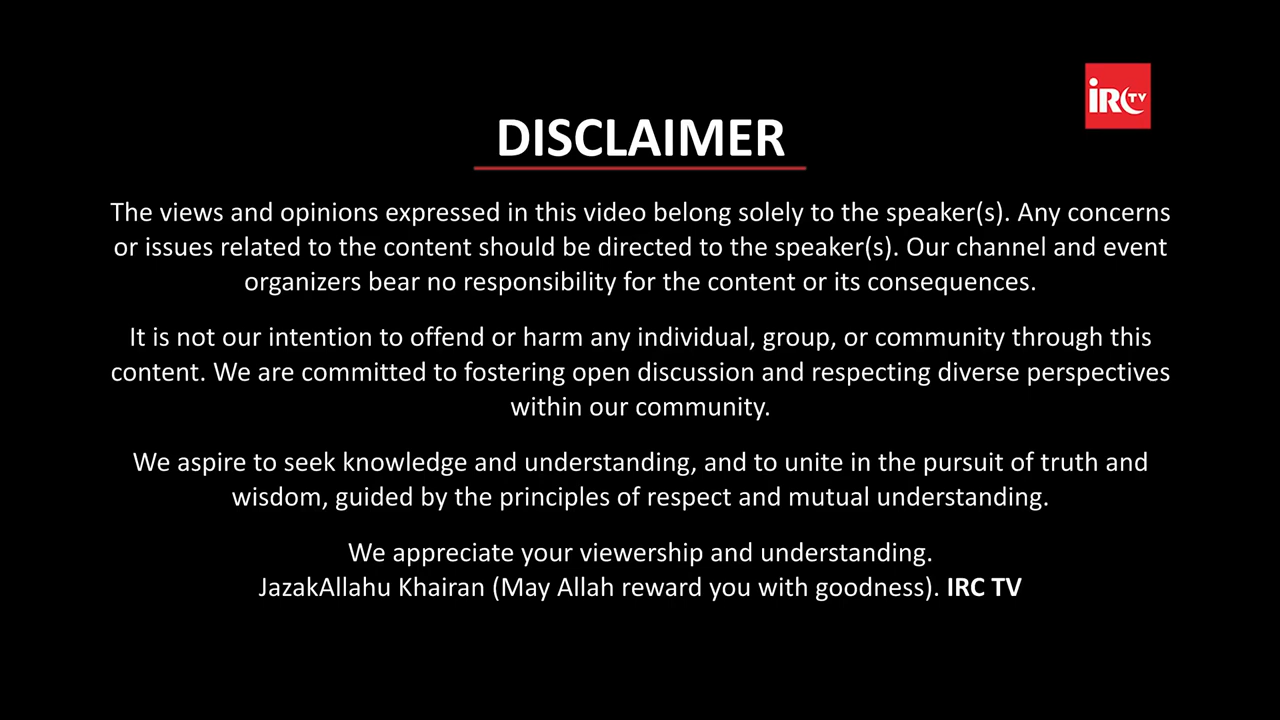 iRC TV
DISCLAIMER
The views and opinions expressed in this video belong solely to the speaker(s). Any concerns
or issues related to the content should be directed to the speaker(s). Our channel and event
organizers bear no responsibility for the content or its consequences.
It is not our intention to offend or harm any individual, group, or community through this
content. We are committed to fostering open discussion and respecting diverse perspectives
within our community.
We aspire to seek knowledge and understanding, and to unite in the pursuit of truth and
wisdom, guided by the principles of respect and mutual understanding.
We appreciate your viewership and understanding.
JazakAllahu Khairan (May Allah reward you with goodness). IRC TV